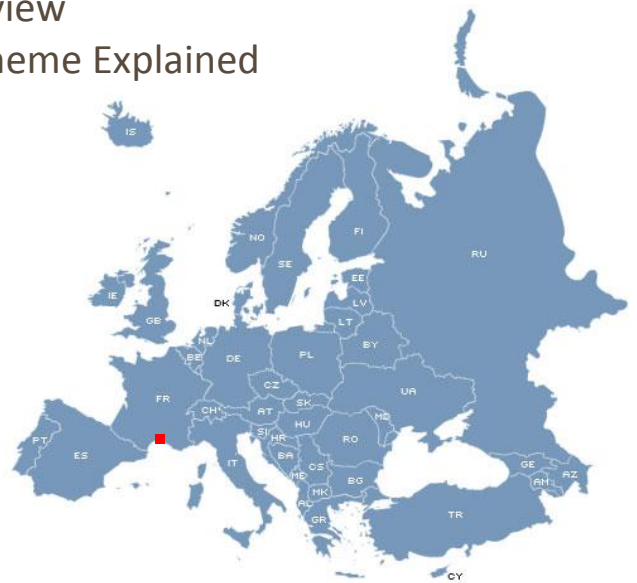 view
heme Explained
IS
NO
SE
FI
RU
EE
LV
LT
DK
IE
GB
NL
BE
DE
PL
BY
CZ
SK
UA
FR
CH
AT
HU
MD
SI
HR
RO
PT
ES
IT
BA
CS
ME
BG
MK
AL
GR
TR
GE
AM
AZ
CY